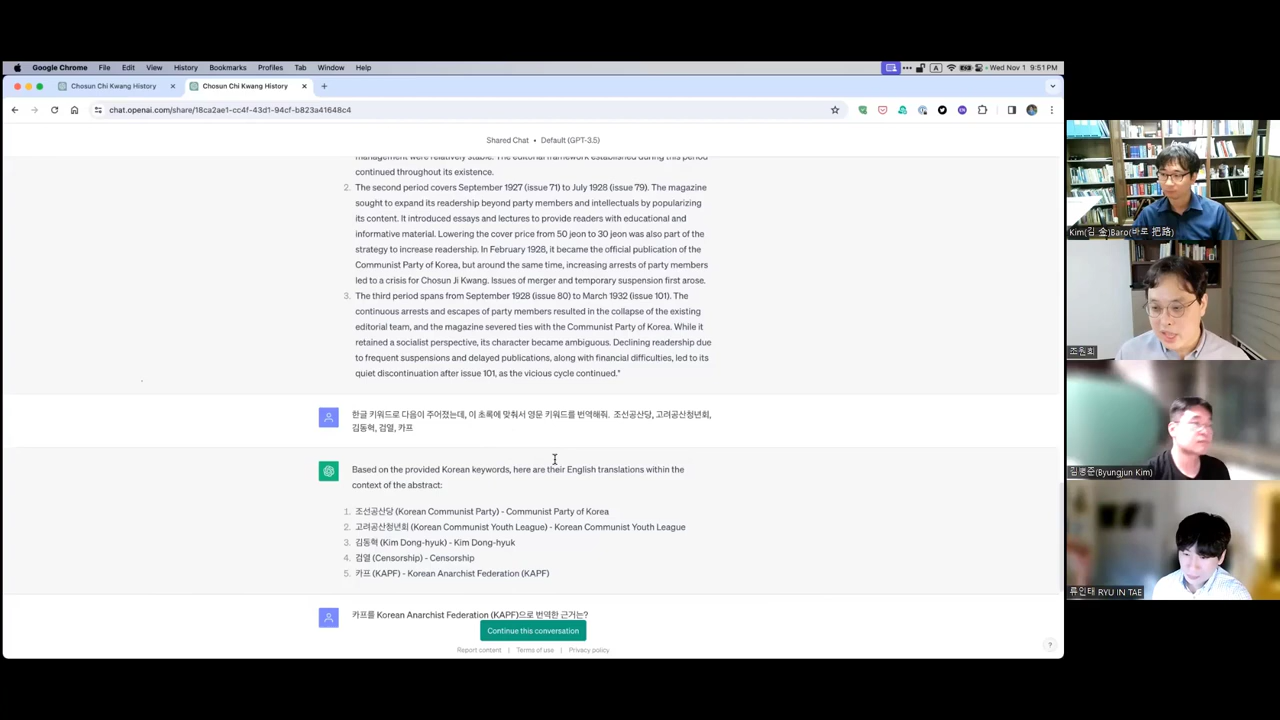 Google Chrome File Edit View History Bookmarks Profiles Tab Window Help
A Wed Nov 1 9:51 PM
Chosun Chi Kwang History
Chosun Chi Kwang History
chat.openai.com/share/18ca2ae1-cc4f-43d1-94cf-b823a41648c4
Shared Chat • Default (GPT-3.5)
management were relatively stable. The editorial framework established during this period
continued throughout its existence.
2. The second period covers September 1927 (issue 71) to July 1928 (issue 79). The magazine
sought to expand its readership beyond party members and intellectuals by popularizing
its content. It introduced essays and lectures to provide readers with educational and
informative material. Lowering the cover price from 50 jeon to 30 jeon was also part of the
strategy to increase readership. In February 1928, it became the official publication of the
Communist Party of Korea, but around the same time, increasing arrests of party members
led to a crisis for Chosun Ji Kwang. Issues of merger and temporary suspension first arose.
3. The third period spans from September 1928 (issue 80) to March 1932 (issue 101). The
continuous arrests and escapes of party members resulted in the collapse of the existing
editorial team, and the magazine severed ties with the Communist Party of Korea. While it
retained a socialist perspective, its character became ambiguous. Declining readership due
to frequent suspensions and delayed publications, along with financial difficulties, led to its
quiet discontinuation after issue 101, as the vicious cycle continued."
한글 키워드로 다음이 주어졌는데, 이 초록에 맞춰서 영문 키워드를 번역해줘. 조선공산당, 고려공산청년회,
김동혁, 검열, 카프
Based on the provided Korean keywords, here are their English translations within the
context of the abstract:
1. 조선공산당 (Korean Communist Party) - Communist Party of Korea
2. 고려공산청년회 (Korean Communist Youth League) - Korean Communist Youth League
3. 김동혁 (Kim Dong-hyuk) - Kim Dong-hyuk
4. 검열 (Censorship) - Censorship
5. 카프 (KAPF) - Korean Anarchist Federation (KAPF)
카프를 Korean Anarchist Federation (KAPF)으로 번역한 근거는?
Continue this conversation
Report content | Terms of use | Privacy policy
?
Kim(김 金)Baro(바로 把路)
조원희
김병준(Byungjun Kim)
류인태 RYU IN TAE